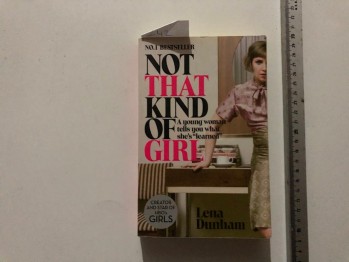 NO.1 BESTSELLER
NOT
THAT
KIND
OF
GIRL
A young woman
tells you what
she's "learned"
CREATOR
AND STAR OF
HBO's
GIRLS
Lena
Dunham